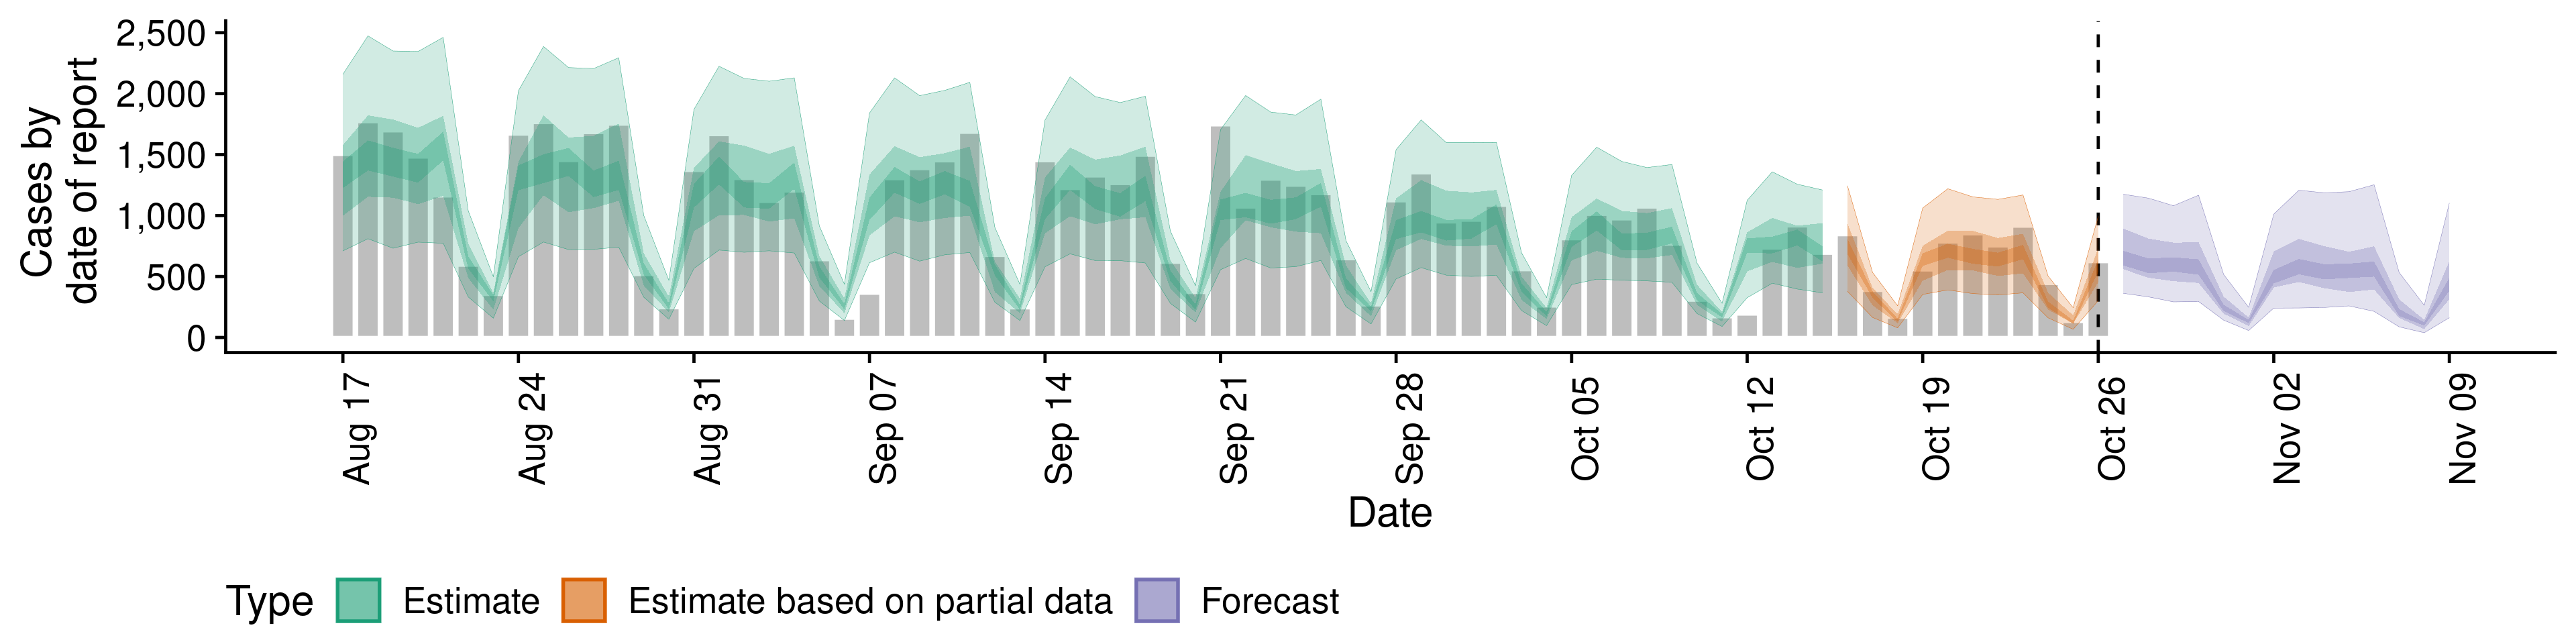 Cases by
date of report
2,500
2,000
1,500
1,000
500
0
Aug 17
Aug 24
Aug 31
Sep 07
Sep 14
Sep 21
Sep 28
Oct 05
Oct 12
Oct 19
Oct 26
Nov 02
Nov 09
Date
Type Estimate Estimate based on partial data Forecast